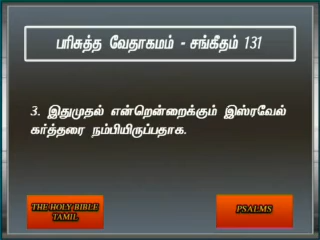 பரிசுத்த வேதாகமம் - சங்கீதம் 131
3. இதுமுதல் என்றென்றைக்கும் இஸ்ரவேல்
கர்த்தரை நம்பியிருப்பதாக.
THE HOLY BIBLE
TAMIL
PSALMS